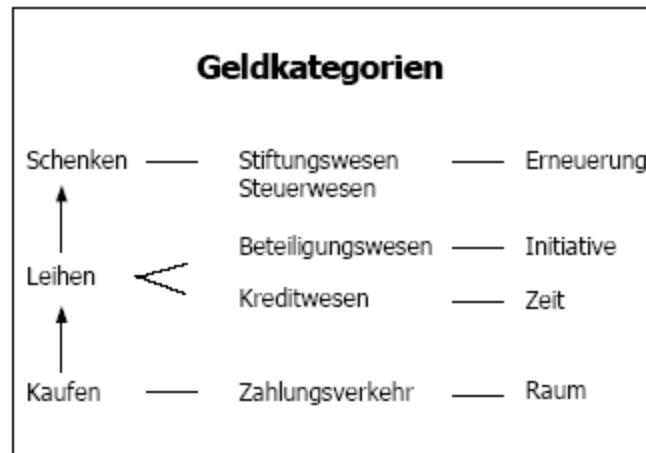 Geldkategorien
Schenken Stiftungswesen Erneuerung
Steuerwesen
Beteiligungswesen Initiative
Leihen
Kreditwesen Zeit
Kaufen Zahlungsverkehr Raum